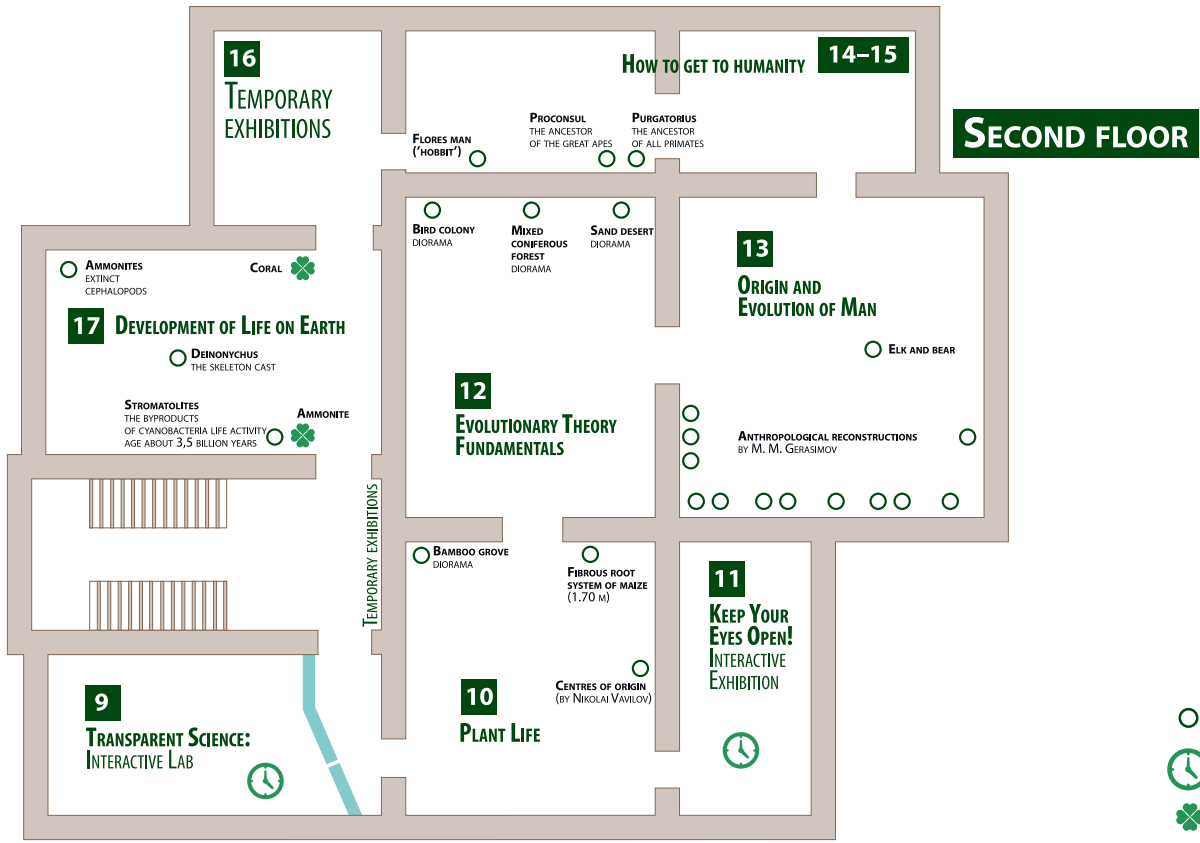 SECOND FLOOR
16
TEMPORARY
EXHIBITIONS
HOW TO GET TO HUMANITY
14–15
FLORES MAN
('HOBBIT')
PROCONSUL
THE ANCESTOR
OF THE GREAT APES
PURGATORIUS
THE ANCESTOR
OF ALL PRIMATES
BIRD COLONY
DIORAMA
MIXED
CONIFEROUS
FOREST
DIORAMA
SAND DESERT
DIORAMA
13
ORIGIN AND
EVOLUTION OF MAN
ELK AND BEAR
ANTHROPOLOGICAL RECONSTRUCTIONS
BY M. M. GERASIMOV
AMMONITES
EXTINCT
CEPHALOPODS
CORAL
17
DEVELOPMENT OF LIFE ON EARTH
DEINONYCHUS
THE SKELETON CAST
STROMATOLITES
THE BYPRODUCTS
OF CYANOBACTERIA LIFE ACTIVITY
AGE ABOUT 3,5 BILLION YEARS
AMMONITE
12
EVOLUTIONARY THEORY
FUNDAMENTALS
TEMPORARY EXHIBITIONS
BAMBOO GROVE
DIORAMA
FIBROUS ROOT
SYSTEM OF MAIZE
(1.70 M)
11
KEEP YOUR
EYES OPEN!
INTERACTIVE
EXHIBITION
CENTRES OF ORIGIN
(BY NIKOLAI VAVILOV)
10
PLANT LIFE
9
TRANSPARENT SCIENCE:
INTERACTIVE LAB